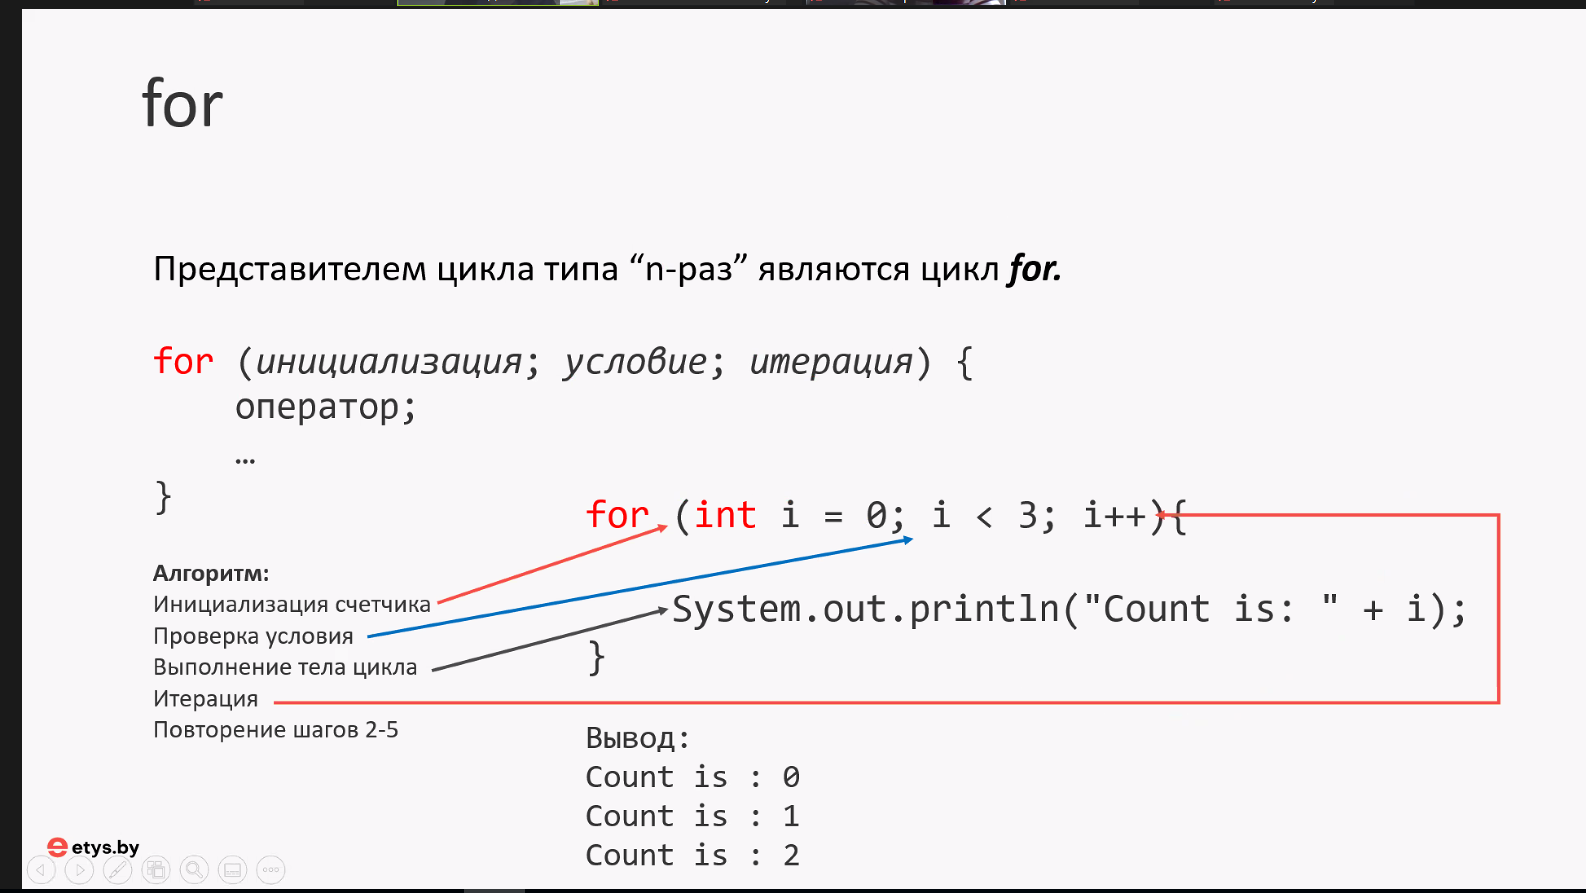 for
Представителем цикла типа “n-раз” являются цикл for.
for (инициализация; условие; итерация) {
оператор;
…
}
for (int i = 0; i < 3; i++){
System.out.println("Count is: " + i);
}
Алгоритм:
Инициализация счетчика
Проверка условия
Выполнение тела цикла
Итерация
Повторение шагов 2-5
Вывод:
Count is : 0
Count is : 1
Count is : 2
etys.by